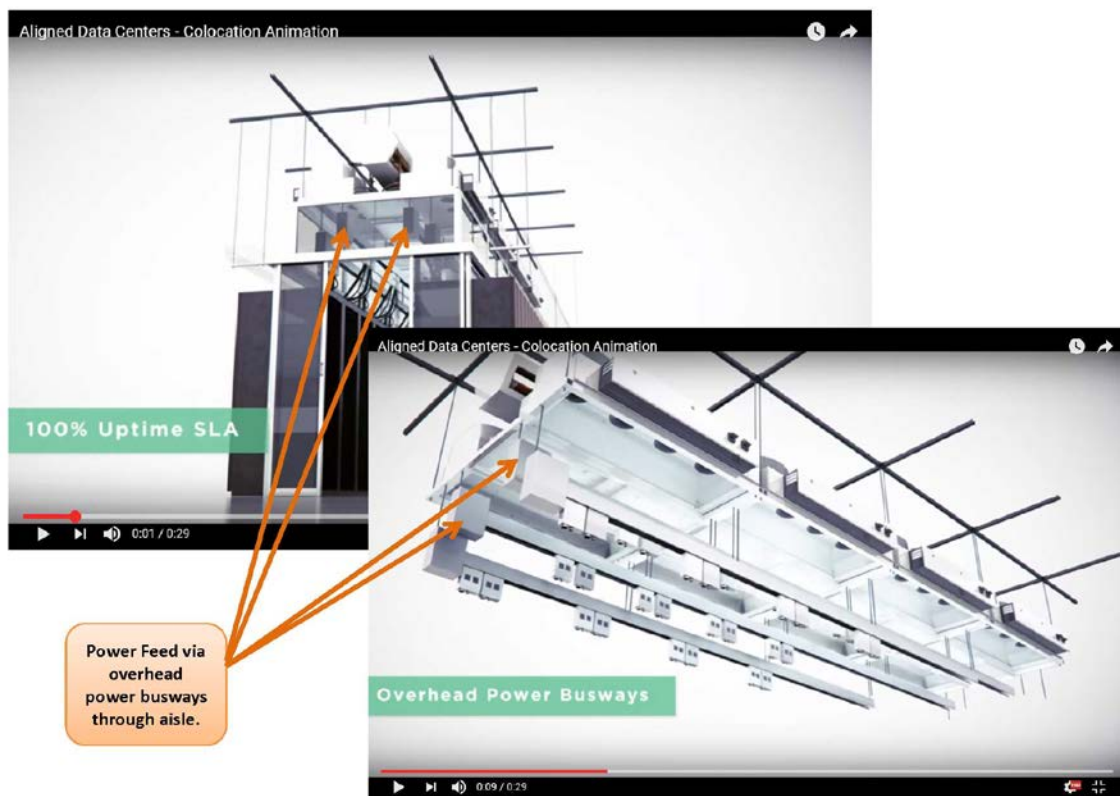 Aligned Data Centers - Colocation Animation
100% Uptime SLA
0:01 / 0:29
Aligned Data Centers - Colocation Animation
Overhead Power Busways
0:09 / 0:29
Power Feed via
overhead
power busways
through aisle.